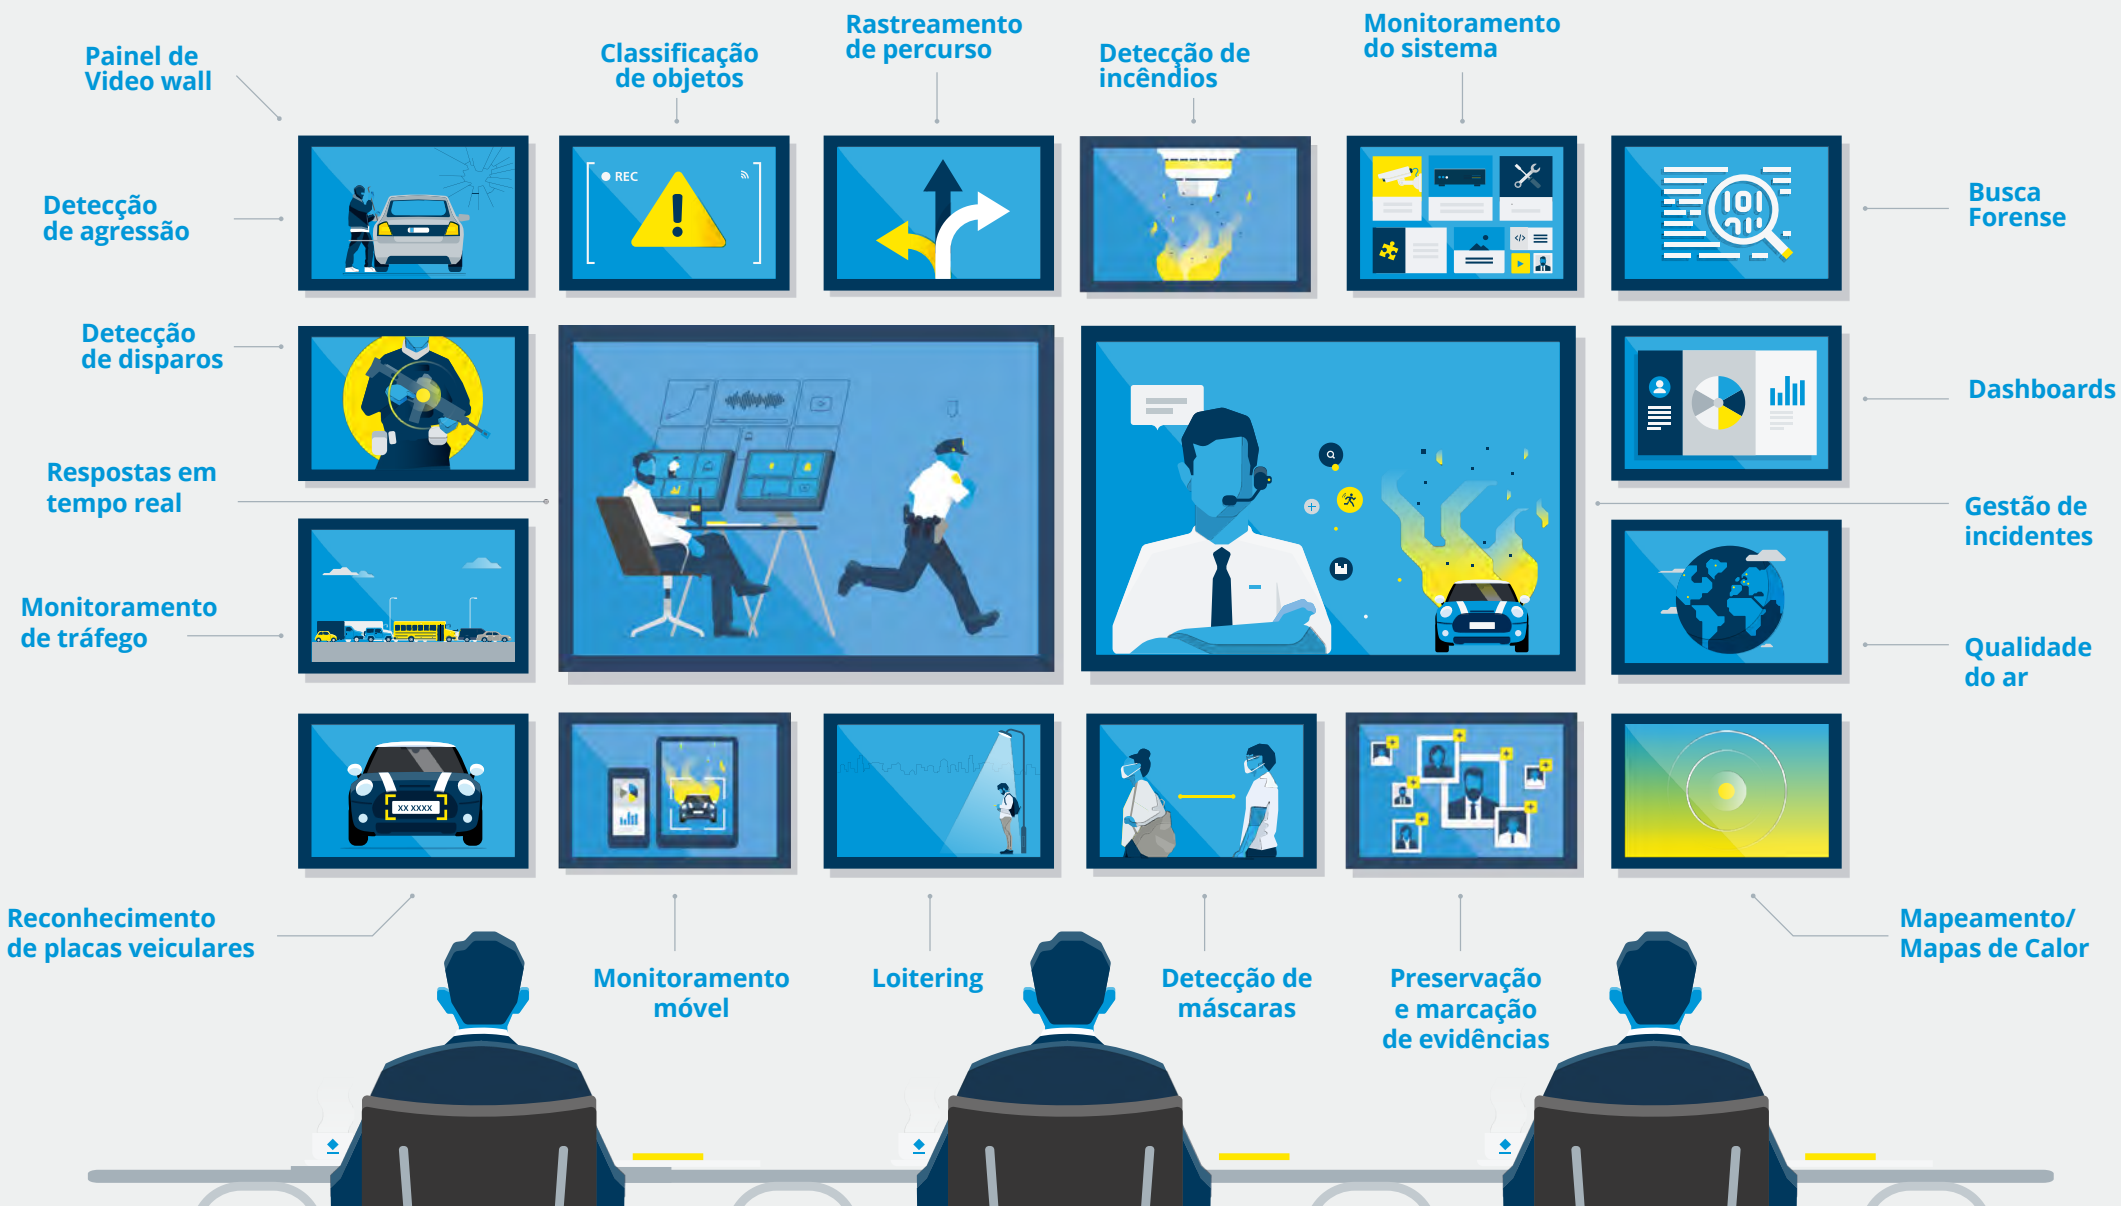 Painel de
Video wall
Classificação
de objetos
Rastreamento
de percurso
Detecção de
incêndios
Monitoramento
do sistema
Detecção
de agressão
REC
Busca
Forense
101
Detecção
de disparos
Dashboards
Respostas em
tempo real
Gestão de
incidentes
Monitoramento
de tráfego
Qualidade
do ar
XX XXXX
Reconhecimento
de placas veiculares
Monitoramento
móvel
Loitering
Detecção de
máscaras
Preservação
e marcação
de evidências
Mapeamento/
Mapas de Calor